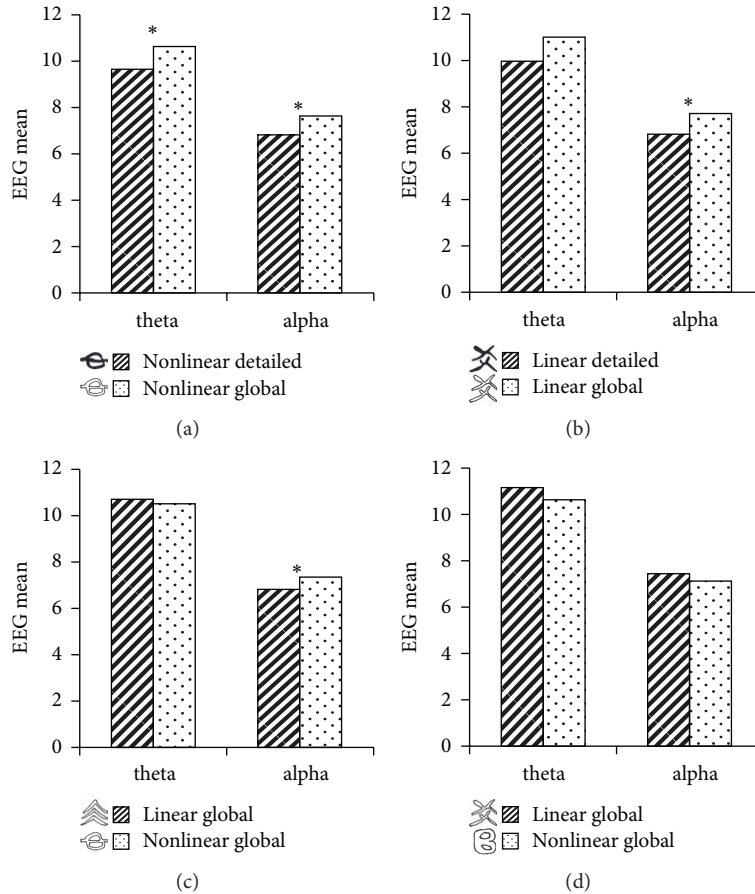 12
10
8
6
4
2
0
EEG mean
*
*
theta
alpha
Nonlinear detailed
Nonlinear global
(a)
12
10
8
6
4
2
0
EEG mean
*
theta
alpha
Linear detailed
Linear global
(b)
12
10
8
6
4
2
0
EEG mean
*
theta
alpha
Linear global
Nonlinear global
(c)
12
10
8
6
4
2
0
EEG mean
theta
alpha
Linear global
Nonlinear global
(d)